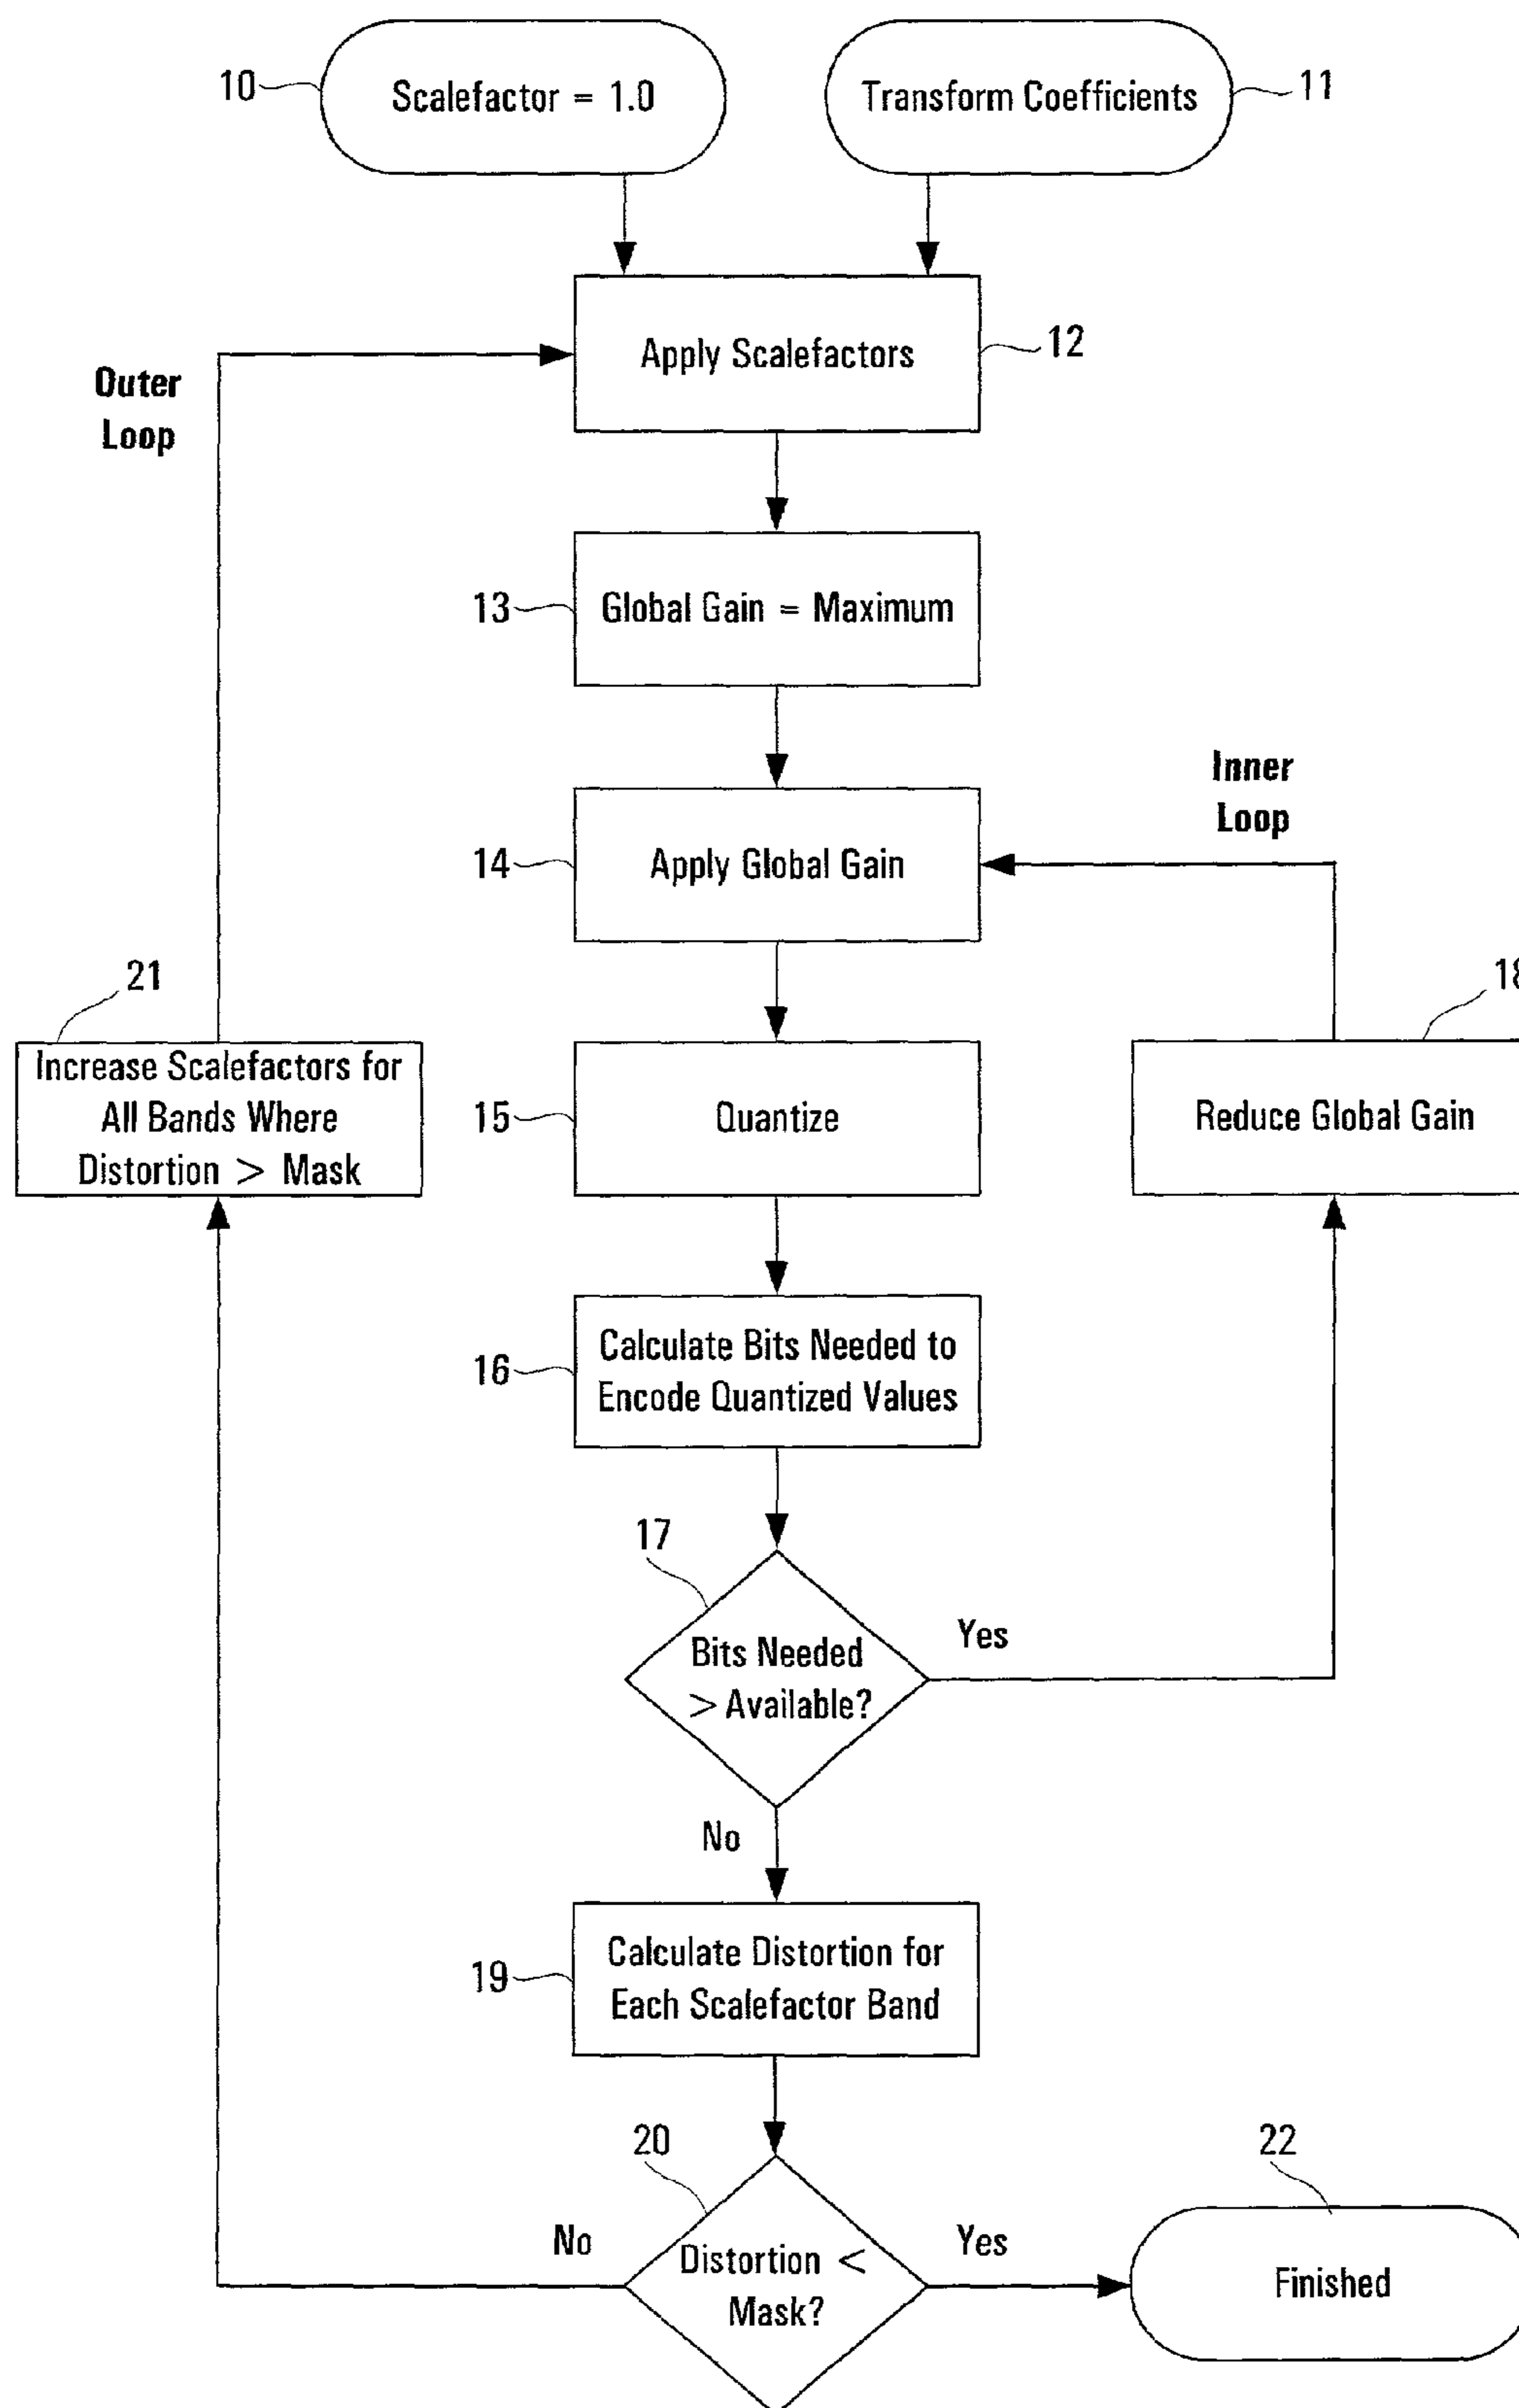 10
Scalefactor = 1.0
Transform Coefficients
11
Apply Scalefactors
12
Outer
Loop
13
Global Gain = Maximum
Inner
Loop
14
Apply Global Gain
21
Increase Scalefactors for
All Bands Where
Distortion > Mask
15
Quantize
18
Reduce Global Gain
16
Calculate Bits Needed to
Encode Quantized Values
17
Bits Needed
> Available?
Yes
No
19
Calculate Distortion for
Each Scalefactor Band
20
No
Distortion <
Mask?
Yes
22
Finished